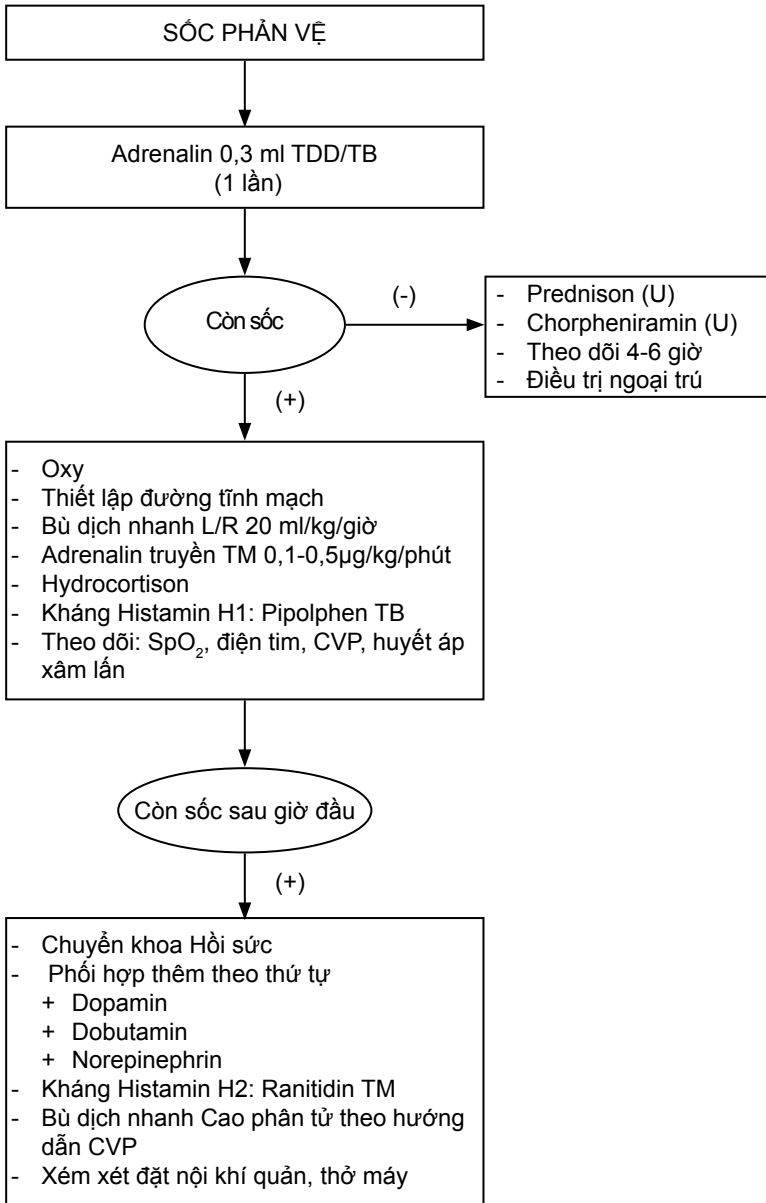 SỐC PHẢN VỆ
Adrenalin 0,3 ml TDD/TB
(1 lần)
Còn sốc
(-)
- Prednison (U)
- Chorpheniramin (U)
- Theo dõi 4-6 giờ
- Điều trị ngoại trú
(+)
- Oxy
- Thiết lập đường tĩnh mạch
- Bù dịch nhanh L/R 20 ml/kg/giờ
- Adrenalin truyền TM 0,1-0,5µg/kg/phút
- Hydrocortison
- Kháng Histamin H1: Pipolphen TB
- Theo dõi: SpO₂, điện tim, CVP, huyết áp
xâm lấn
Còn sốc sau giờ đầu
(+)
- Chuyển khoa Hồi sức
- Phối hợp thêm theo thứ tự
+ Dopamin
+ Dobutamin
+ Norepinephrin
- Kháng Histamin H2: Ranitidin TM
- Bù dịch nhanh Cao phân tử theo hướng
dẫn CVP
- Xém xét đặt nội khí quản, thở máy